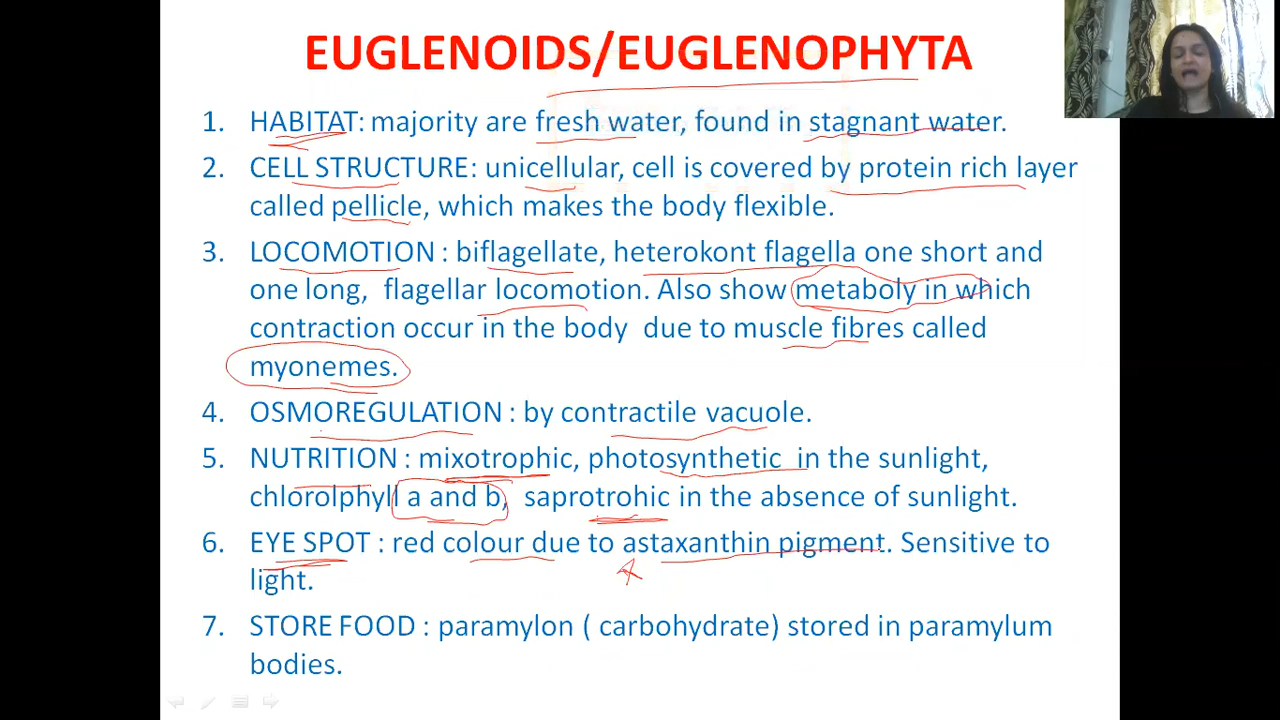 EUGLENOIDS/EUGLENOPHYTA
1. HABITAT: majority are fresh water, found in stagnant water.
2. CELL STRUCTURE: unicellular, cell is covered by protein rich layer
called pellicle, which makes the body flexible.
3. LOCOMOTION : biflagellate, heterokont flagella one short and
one long, flagellar locomotion. Also show metaboly in which
contraction occur in the body due to muscle fibres called
myonemes.
4. OSMOREGULATION : by contractile vacuole.
5. NUTRITION : mixotrophic, photosynthetic in the sunlight,
chlorolphyll a and b, saprotrohic in the absence of sunlight.
6. EYE SPOT : red colour due to astaxanthin pigment. Sensitive to
light.
7. STORE FOOD : paramylon ( carbohydrate) stored in paramylum
bodies.